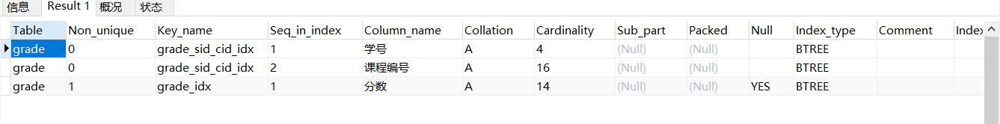 信息 Result 1 概况 状态
Table Non_unique Key_name Seq_in_index Column_name Collation Cardinality Sub_part Packed Null Index_type Comment Index
grade 0 grade_sid_cid_idx 1 学号 A 4 (Null) (Null) BTREE
grade 0 grade_sid_cid_idx 2 课程编号 A 16 (Null) (Null) BTREE
grade 1 grade_idx 1 分数 A 14 (Null) (Null) YES BTREE